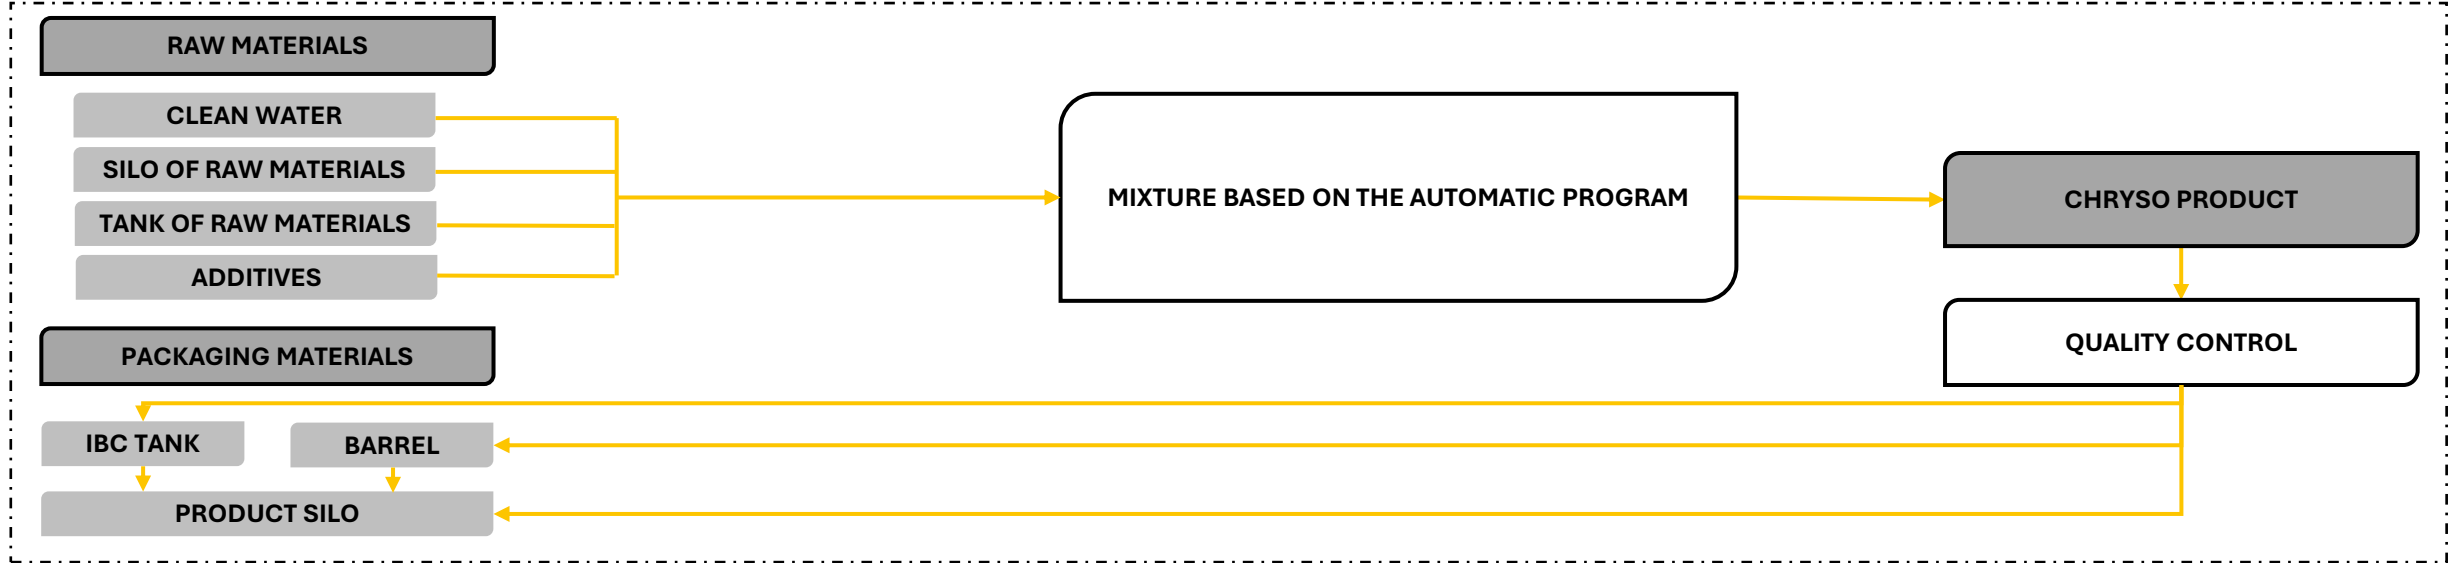 RAW MATERIALS
CLEAN WATER
SILO OF RAW MATERIALS
TANK OF RAW MATERIALS
ADDITIVES
MIXTURE BASED ON THE AUTOMATIC PROGRAM
CHRYSO PRODUCT
QUALITY CONTROL
PACKAGING MATERIALS
IBC TANK
BARREL
PRODUCT SILO